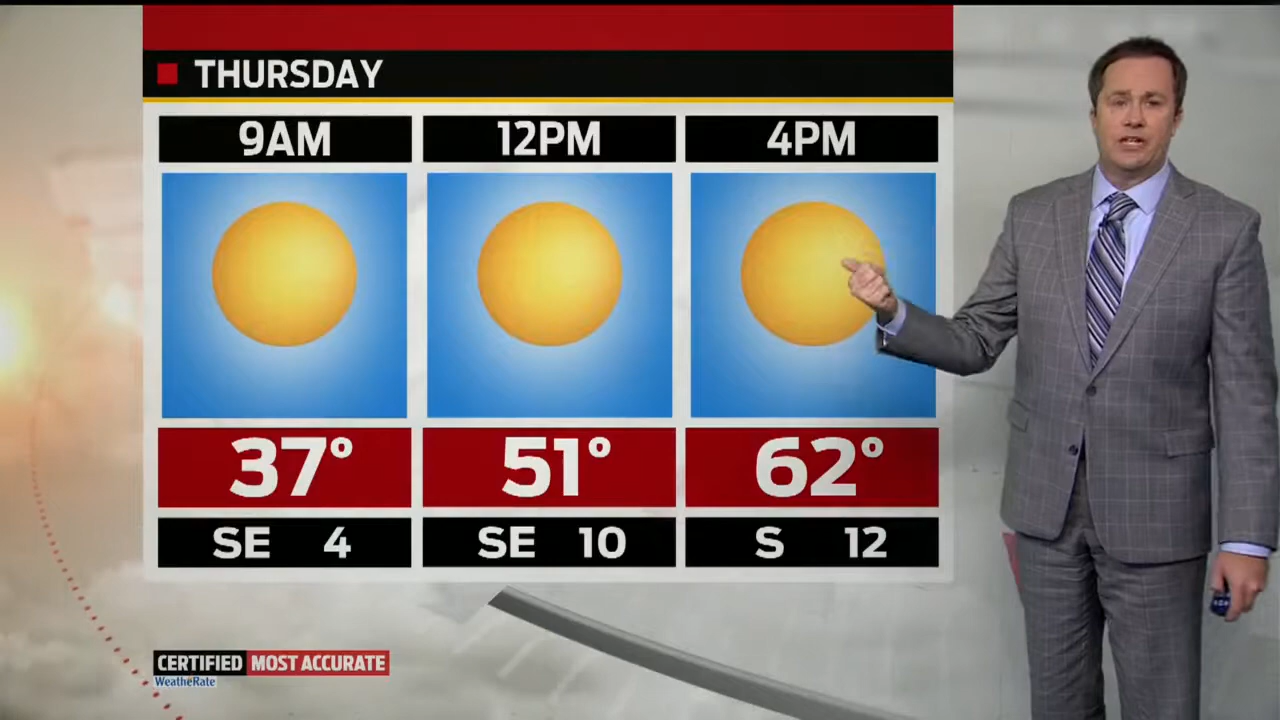 THURSDAY
9AM 12PM 4PM
37° 51° 62°
SE 4 SE 10 S 12
CERTIFIED MOST ACCURATE
WeatheRate